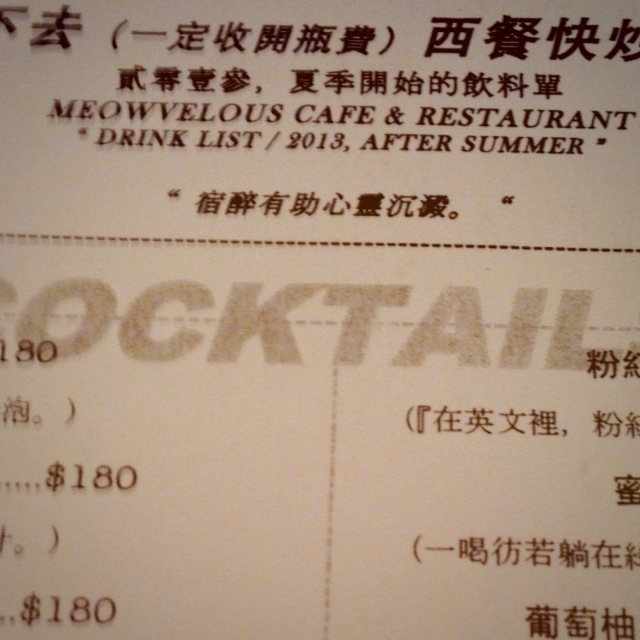 去（一定收開瓶費）西餐快炒
貳零壹參，夏季開始的飲料單
MEOWVELOUS CAFE & RESTAURANT
“ DRINK LIST / 2013, AFTER SUMMER ”
“ 宿醉有助心靈沉澱。 “
COCKTAIL
180
粉紅
泡。）
（『在英文裡，粉紅
.....$180
蜜
汁。）
（一喝彷若躺在
..$180
葡萄柚